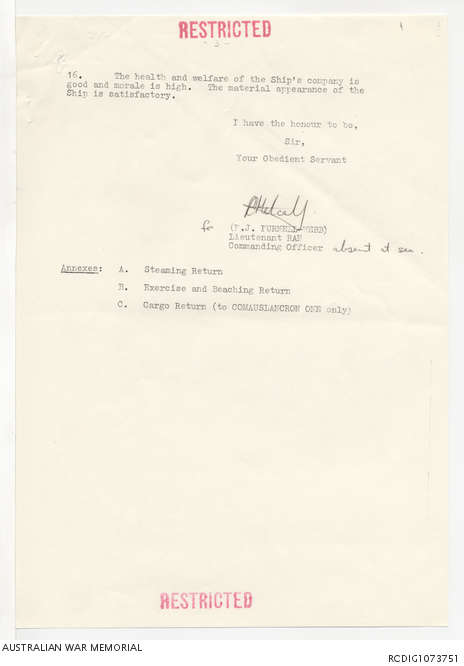 RESTRICTED
- 3 -
16. The health and welfare of the Ship's company is
good and morale is high. The material appearance of the
Ship is satisfactory.
I have the honour to be,
Sir,
Your Obedient Servant
for
(P.J. PURNELL-WEBB)
Lieutenant RAN
Commanding Officer absent at sea.
Annexes: A. Steaming Return
B. Exercise and Beaching Return
C. Cargo Return (to COMAUSLANCRON ONE only)
RESTRICTED
AUSTRALIAN WAR MEMORIAL
RCDIG1073751